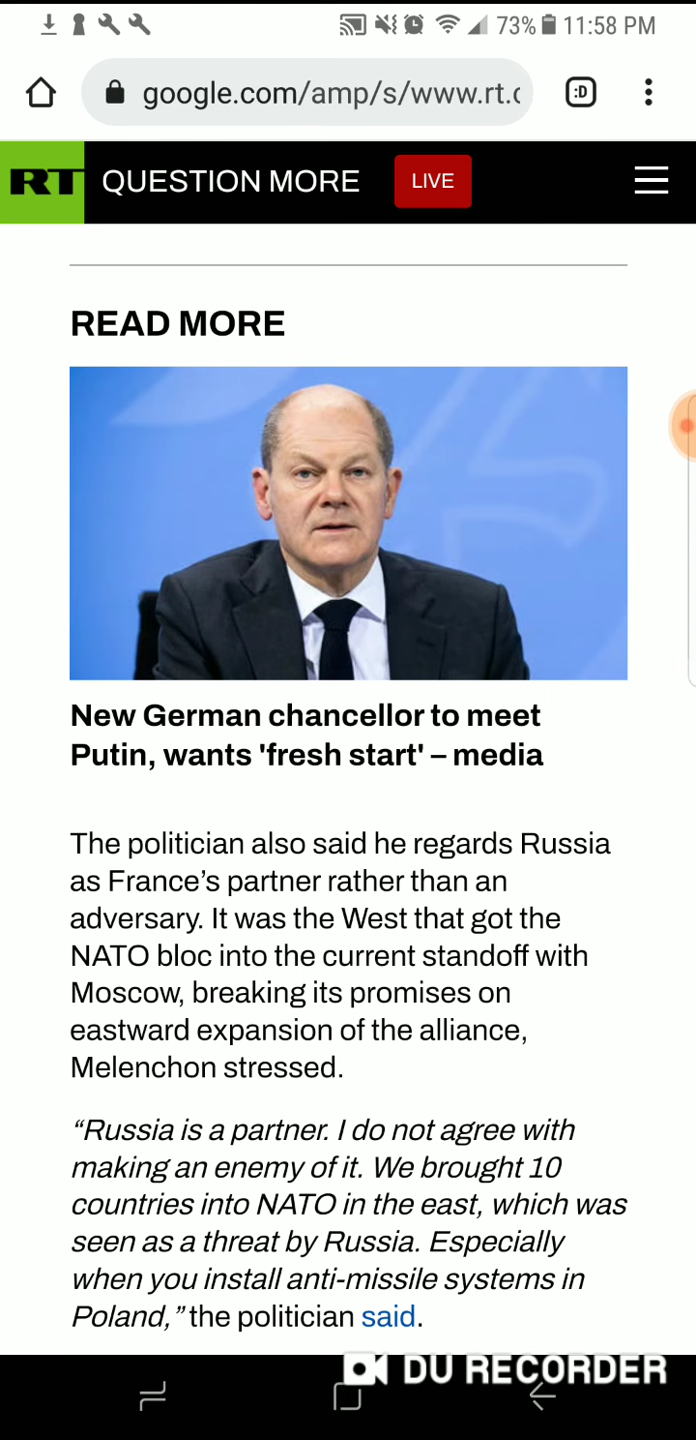 73% 11:58 PM
google.com/amp/s/www.rt.c
:D
RT QUESTION MORE LIVE
READ MORE
New German chancellor to meet
Putin, wants 'fresh start' – media
The politician also said he regards Russia
as France’s partner rather than an
adversary. It was the West that got the
NATO bloc into the current standoff with
Moscow, breaking its promises on
eastward expansion of the alliance,
Melenchon stressed.
“Russia is a partner. I do not agree with
making an enemy of it. We brought 10
countries into NATO in the east, which was
seen as a threat by Russia. Especially
when you install anti-missile systems in
Poland,” the politician said.
DU RECORDER